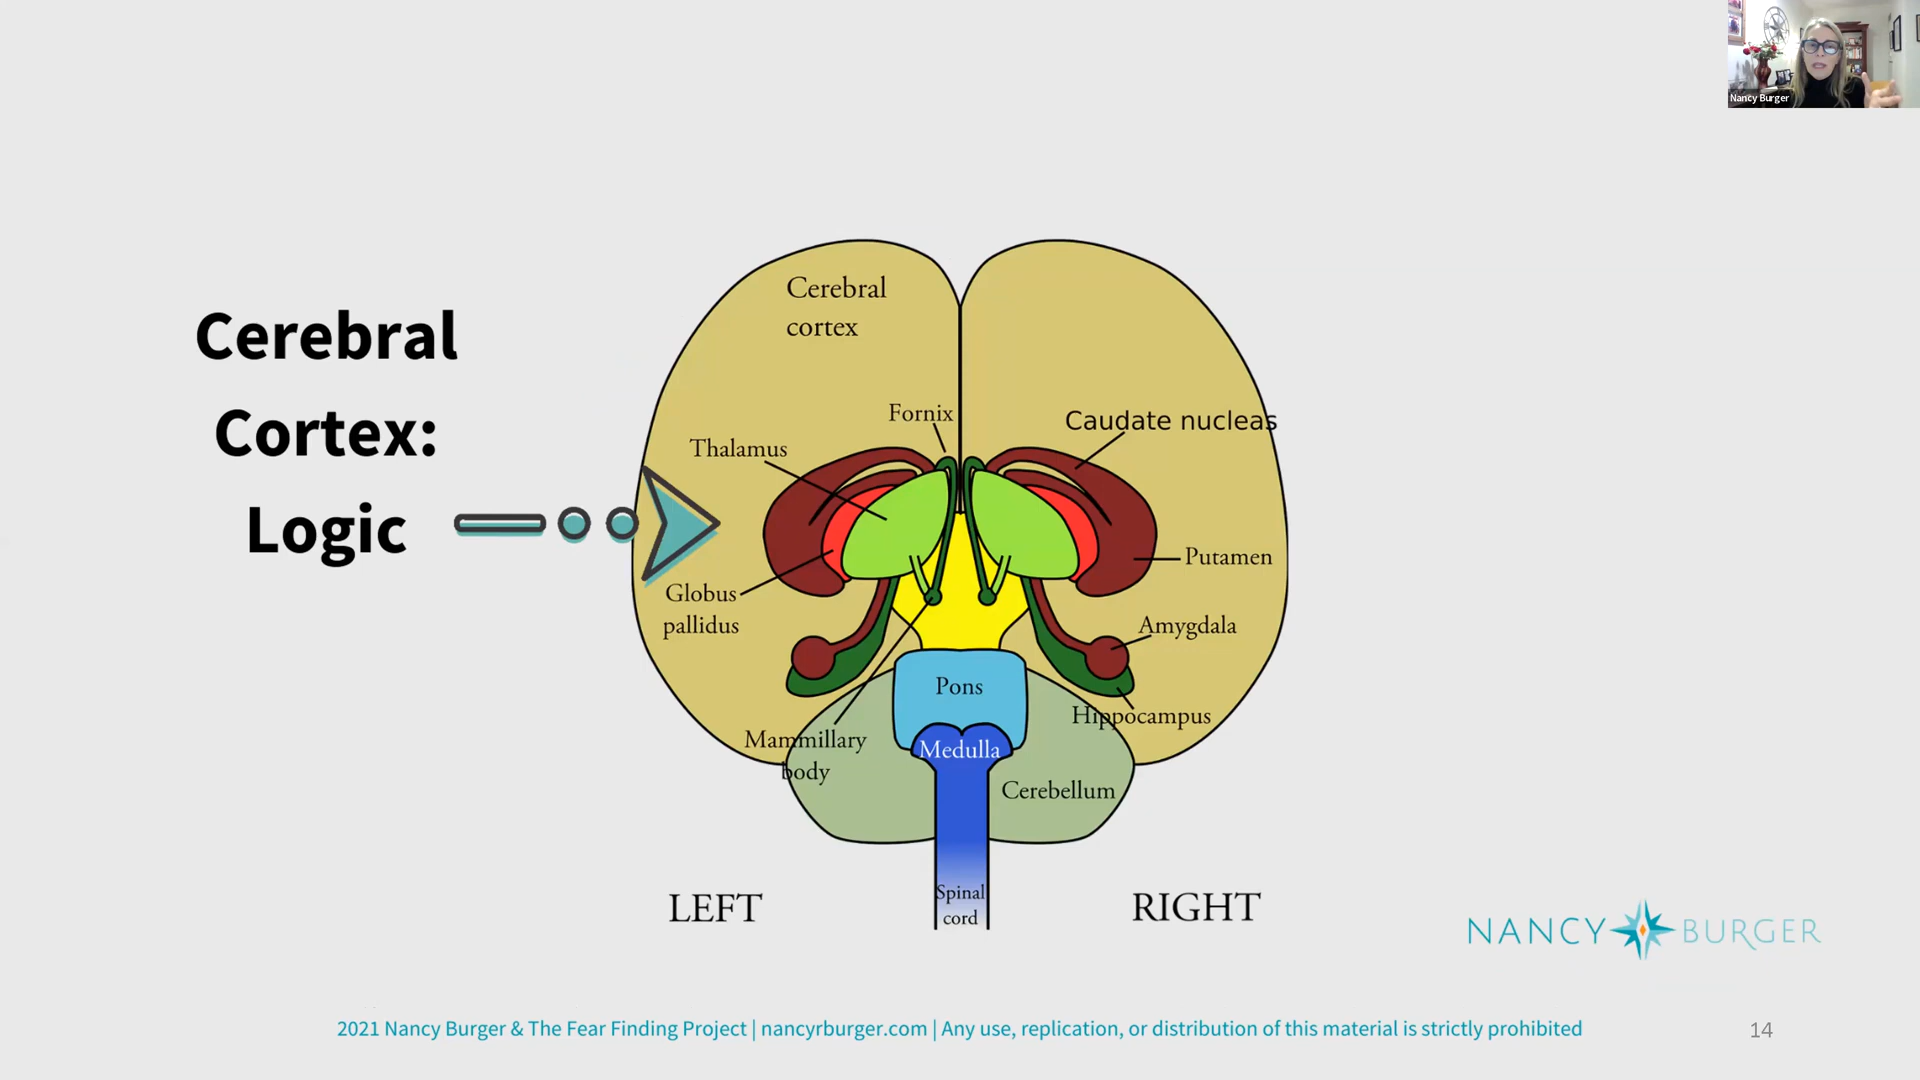 Nancy Burger
Cerebral
Cortex:
Logic
Cerebral
cortex
Fornix
Caudate nucleas
Thalamus
Putamen
Globus
pallidus
Amygdala
Pons
Hippocampus
Mammillary
body
Medulla
Cerebellum
Spinal
cord
LEFT
RIGHT
NANCY BURGER
2021 Nancy Burger & The Fear Finding Project | nancyrburger.com | Any use, replication, or distribution of this material is strictly prohibited
14